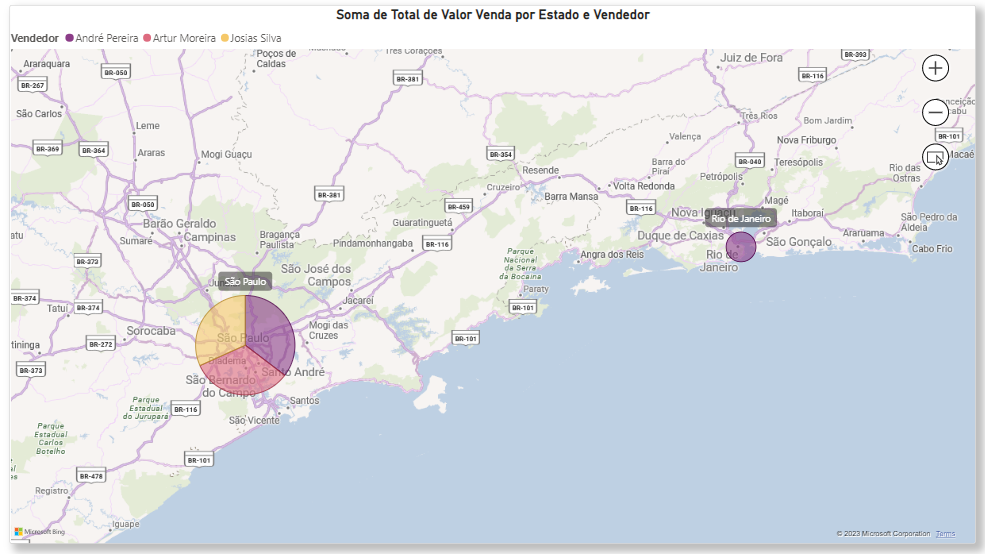 Soma de Total de Valor Venda por Estado e Vendedor
Vendedor André Pereira Artur Moreira Josias Silva
Araraquara
BR-267
São Carlos
BR-050
Poços de
Caldas
Três Corações
BR-381
Juiz de Fora
BR-393
BR-116
Leme
BR-369
BR-364
Araras
Mogi Guaçu
BR-354
Três Rios
Bom Jardim
Valença
Nova Friburgo
BR-101
Macaé
Resende
Barra do
Piraí
BR-040
Teresópolis
Rio das
Ostras
Petrópolis
Cruzeiro
Volta Redonda
Barra Mansa
BR-381
BR-050
BR-459
BR-116
Magé
Nova Iguaçu
Itaboraí
Rio de Janeiro
São Pedro da
Aldeia
Barão Geraldo
Campinas
Sumaré
Guaratinguetá
Bragança
Paulista
Pindamonhangaba
BR-116
Duque de Caxias
São Gonçalo
Araruama
Cabo Frio
Angra dos Reis
Rio de
Janeiro
Parque
Nacional
da Serra
da Bocaina
BR-373
São José dos
Campos
São Paulo
Paraty
BR-374
Tatuí
BR-374
Jacareí
BR-101
Mogi das
Cruzes
Sorocaba
BR-272
São Paulo
BR-101
Diadema
Santo André
BR-373
São Bernardo
do Campo
Parque
Estadual
do Jurupará
BR-116
Santos
São Vicente
Parque
Estadual
Carlos
Botelho
BR-101
BR-478
Registro
Iguape
Microsoft Bing
© 2023 Microsoft Corporation Terms